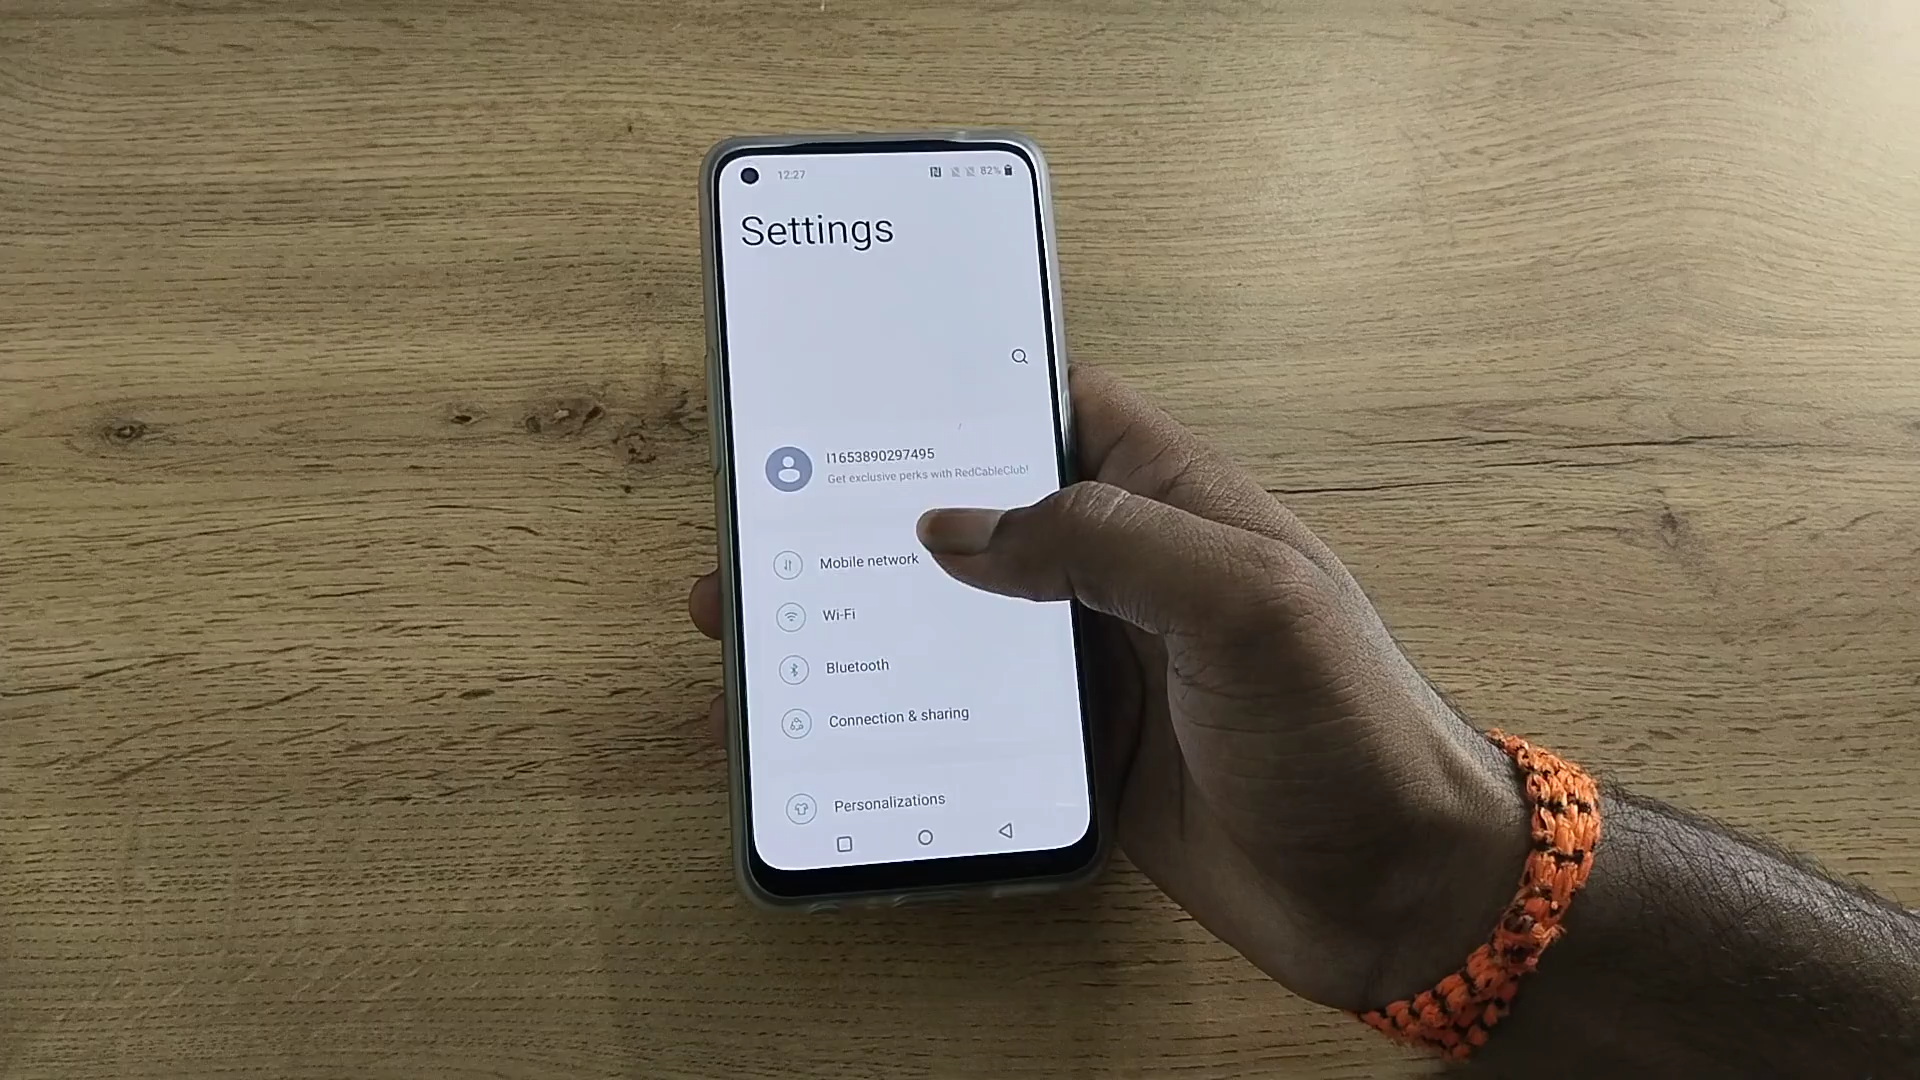 12:27
82%
Settings
I1653890297495
Get exclusive perks with RedCableClub!
Mobile network
Wi-Fi
Bluetooth
Connection & sharing
Personalizations